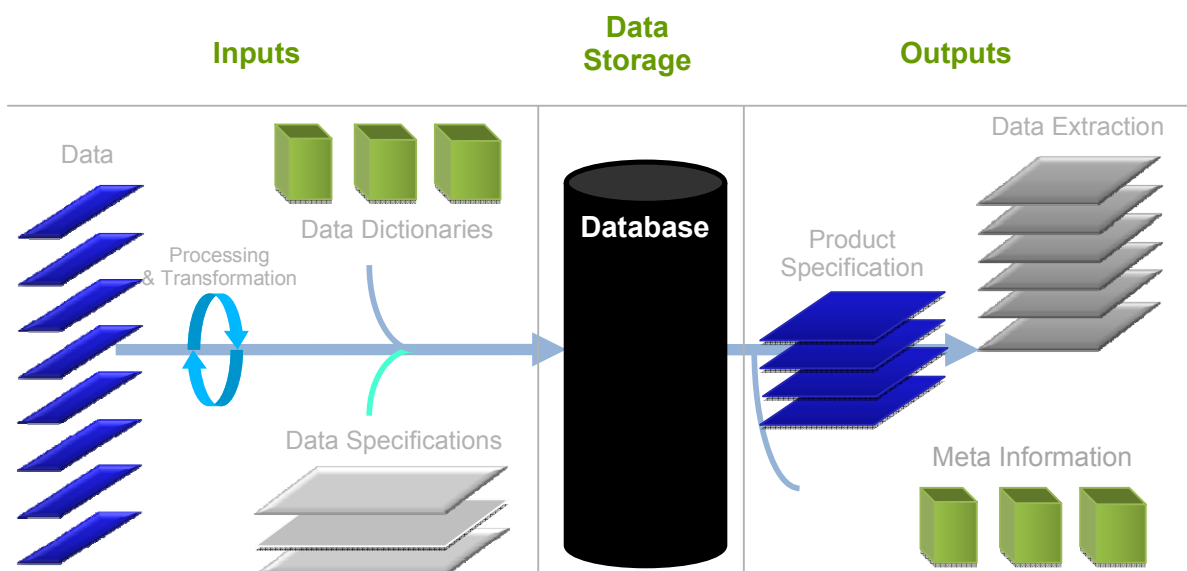 Inputs
Data
Storage
Outputs
Data
Processing
& Transformation
Data Dictionaries
Data Specifications
Database
Product
Specification
Data Extraction
Meta Information